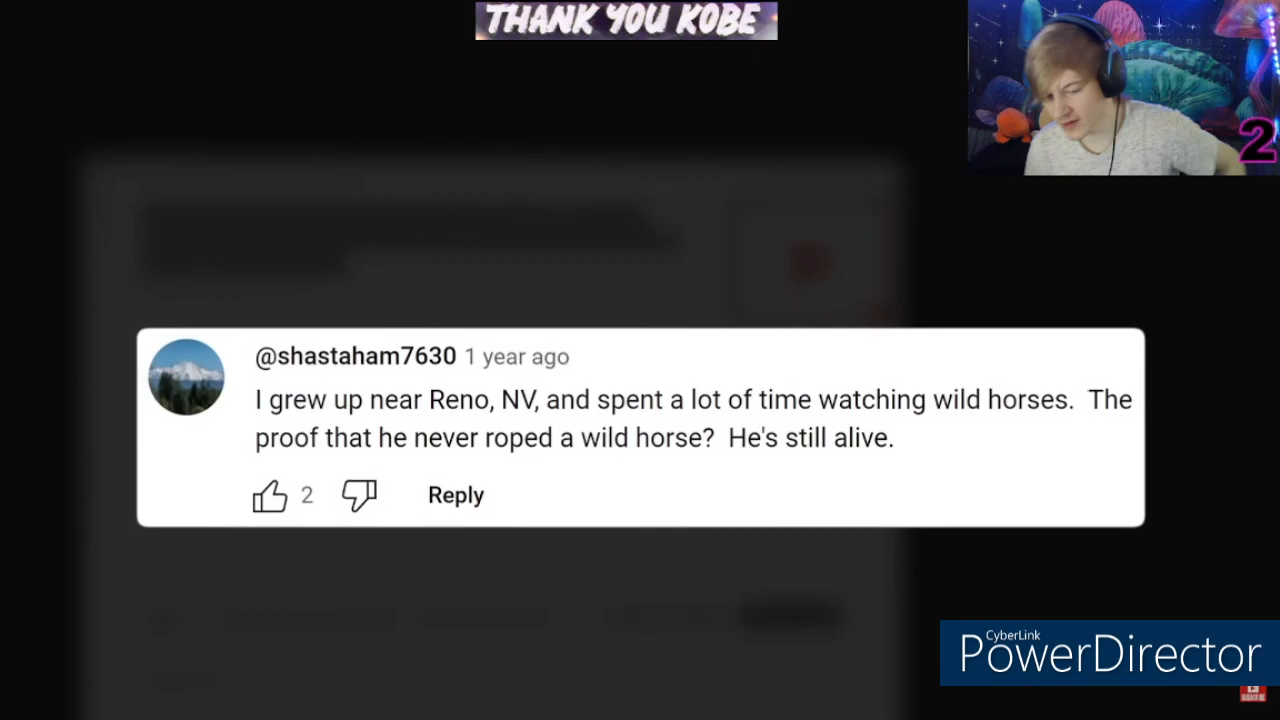 THANK YOU KOBE
2
@shastaham7630 1 year ago
I grew up near Reno, NV, and spent a lot of time watching wild horses.  The
proof that he never roped a wild horse?  He's still alive.
2
Reply
CyberLink
PowerDirector